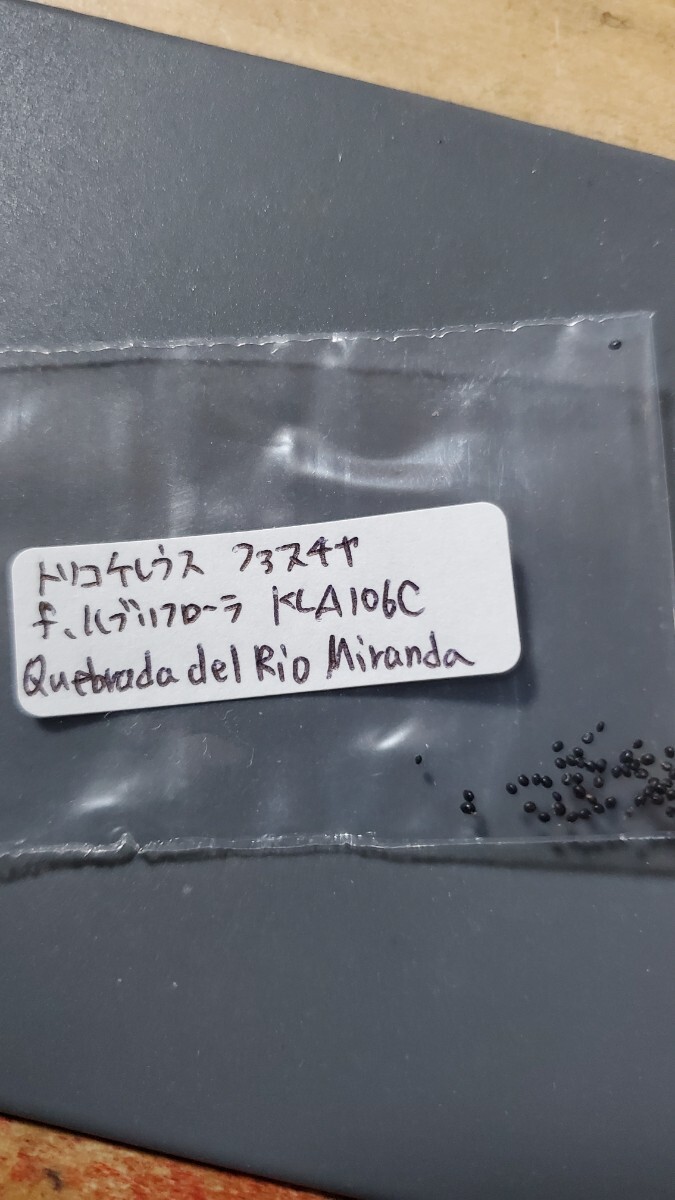 トリコケレウス フヨスキヤ
f.ルブリフローラ KLA106C
Quebrada del Rio Miranda